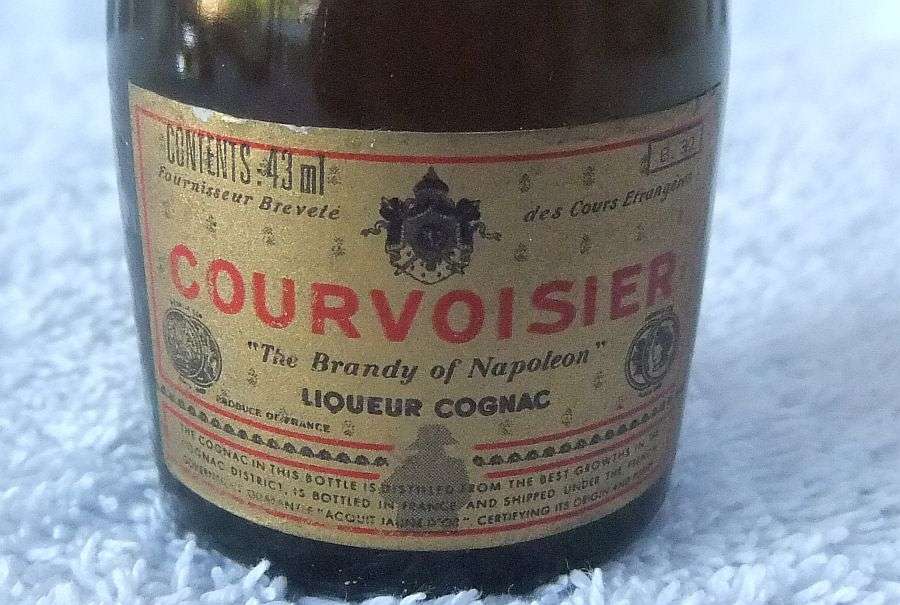 CONTENTS : 43 ml
Fournisseur Breveté
des Cours Etrangères
COURVOISIER
"The Brandy of Napoleon"
LIQUEUR COGNAC
PRODUCE OF FRANCE
THE COGNAC IN THIS BOTTLE IS DISTILLED FROM THE BEST GROWTHS IN THE
COGNAC DISTRICT, IS BOTTLED IN FRANCE AND SHIPPED UNDER THE FRENCH
"ACQUIT JAUNE D'OR" CERTIFYING ITS ORIGIN AND